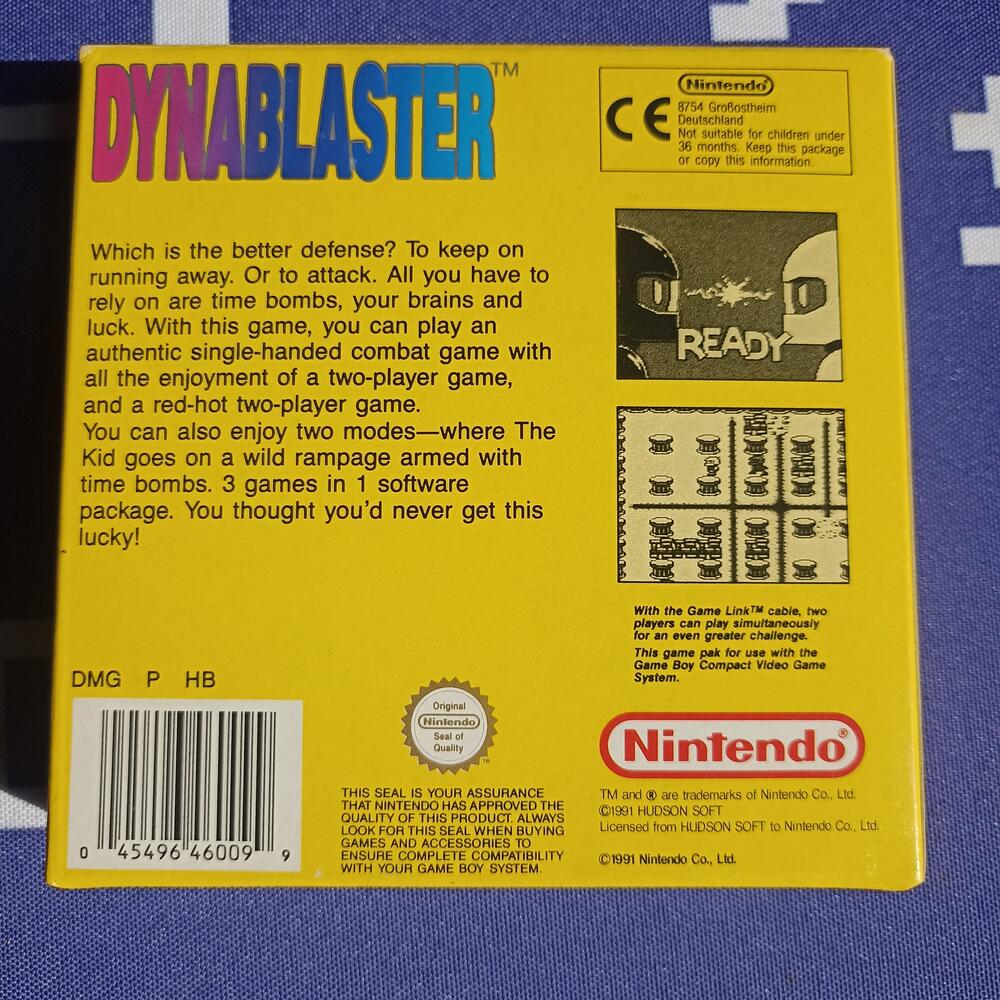 DYNABLASTER™
Nintendo®
CE
8754 Großostheim
Deutschland
Not suitable for children under
36 months. Keep this package
or copy this information.
Which is the better defense? To keep on
running away. Or to attack. All you have to
rely on are time bombs, your brains and
luck. With this game, you can play an
authentic single-handed combat game with
all the enjoyment of a two-player game,
and a red-hot two-player game.
You can also enjoy two modes—where The
Kid goes on a wild rampage armed with
time bombs. 3 games in 1 software
package. You thought you'd never get this
lucky!
READY
With the Game Link™ cable, two
players can play simultaneously
for an even greater challenge.
This game pak for use with the
Game Boy Compact Video Game
System.
DMG P HB
0 45496 46009 9
Original
Nintendo
Seal of
Quality
™
THIS SEAL IS YOUR ASSURANCE
THAT NINTENDO HAS APPROVED THE
QUALITY OF THIS PRODUCT. ALWAYS
LOOK FOR THIS SEAL WHEN BUYING
GAMES AND ACCESSORIES TO
ENSURE COMPLETE COMPATIBILITY
WITH YOUR GAME BOY SYSTEM.
Nintendo®
TM and ® are trademarks of Nintendo Co., Ltd.
©1991 HUDSON SOFT
Licensed from HUDSON SOFT to Nintendo Co., Ltd.
©1991 Nintendo Co., Ltd.